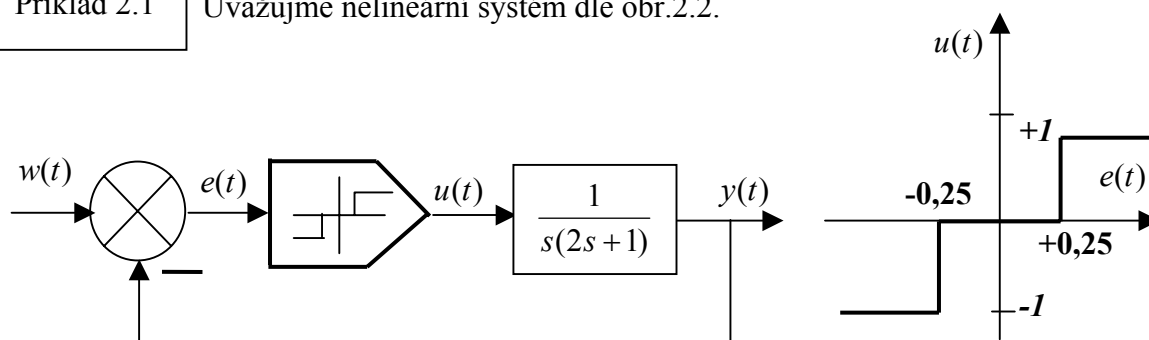 Příklad 2.1
Uvažujme nelineární systém dle obr.2.2.
u(t)
+1
w(t)
e(t)
u(t)
1
s(2s+1)
y(t)
-0,25
e(t)
+0,25
-1